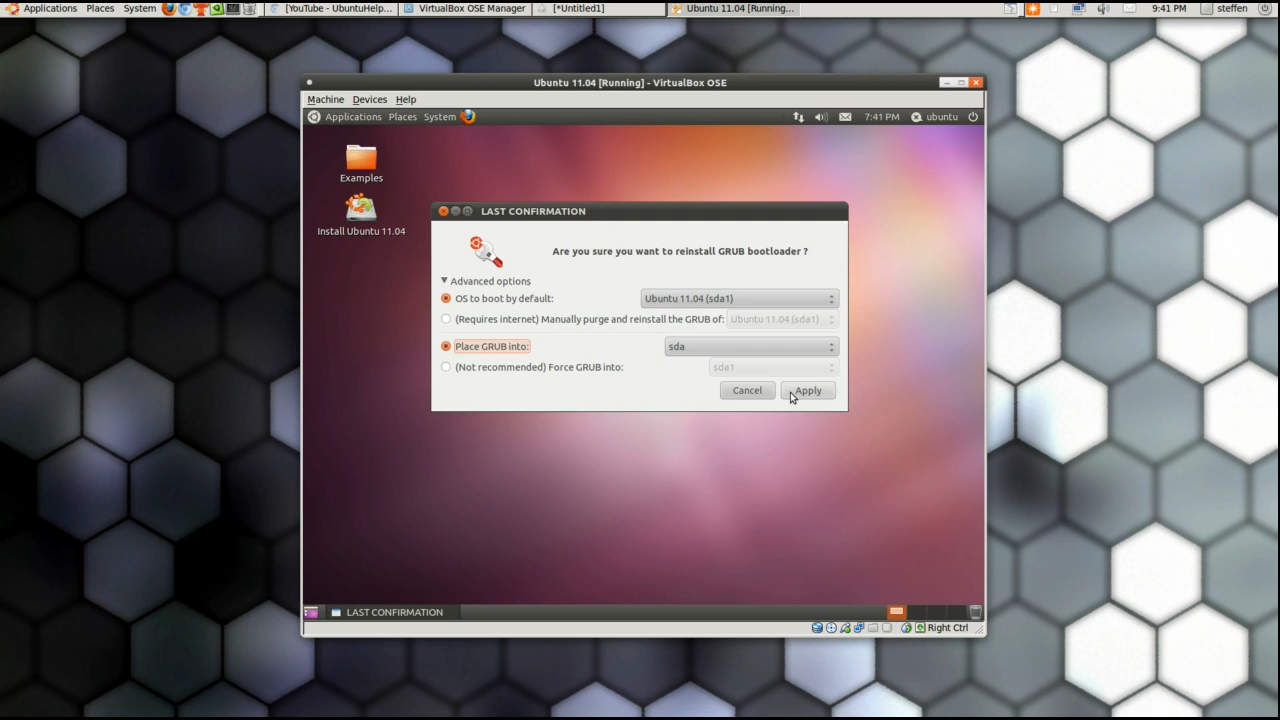 Applications Places System [YouTube - UbuntuHelp... VirtualBox OSE Manager [*Untitled1] Ubuntu 11.04 [Running... 9:41 PM steffen
Ubuntu 11.04 [Running] - VirtualBox OSE
Machine Devices Help
Applications Places System 7:41 PM ubuntu
Examples
Install Ubuntu 11.04
LAST CONFIRMATION
Are you sure you want to reinstall GRUB bootloader ?
Advanced options
OS to boot by default: Ubuntu 11.04 (sda1)
(Requires internet) Manually purge and reinstall the GRUB of: Ubuntu 11.04 (sda1)
Place GRUB into: sda
(Not recommended) Force GRUB into: sda1
Cancel Apply
LAST CONFIRMATION
Right Ctrl